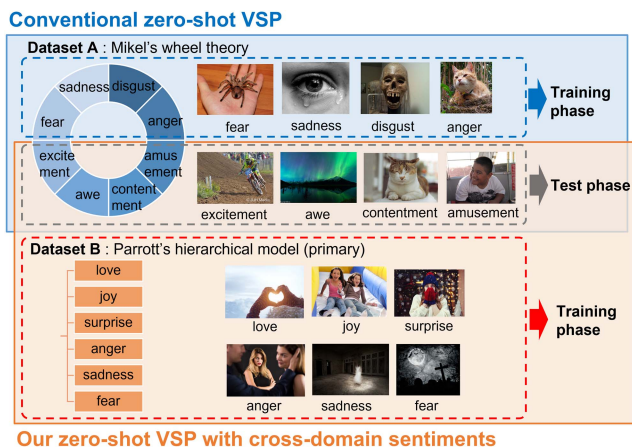 Conventional zero-shot VSP
Dataset A : Mikel's wheel theory
sadness
disgust
fear
anger
excite
ment
amus
ement
awe
content
ment
fear
sadness
disgust
anger
Training
phase
excitement
awe
contentment
amusement
Test phase
Dataset B : Parrott's hierarchical model (primary)
love
joy
surprise
anger
sadness
fear
love
joy
surprise
anger
sadness
fear
Training
phase
Our zero-shot VSP with cross-domain sentiments